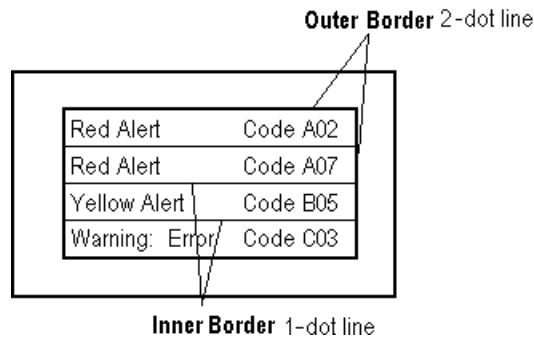 Outer Border 2-dot line
Red Alert Code A02
Red Alert Code A07
Yellow Alert Code B05
Warning: Error Code C03
Inner Border 1-dot line